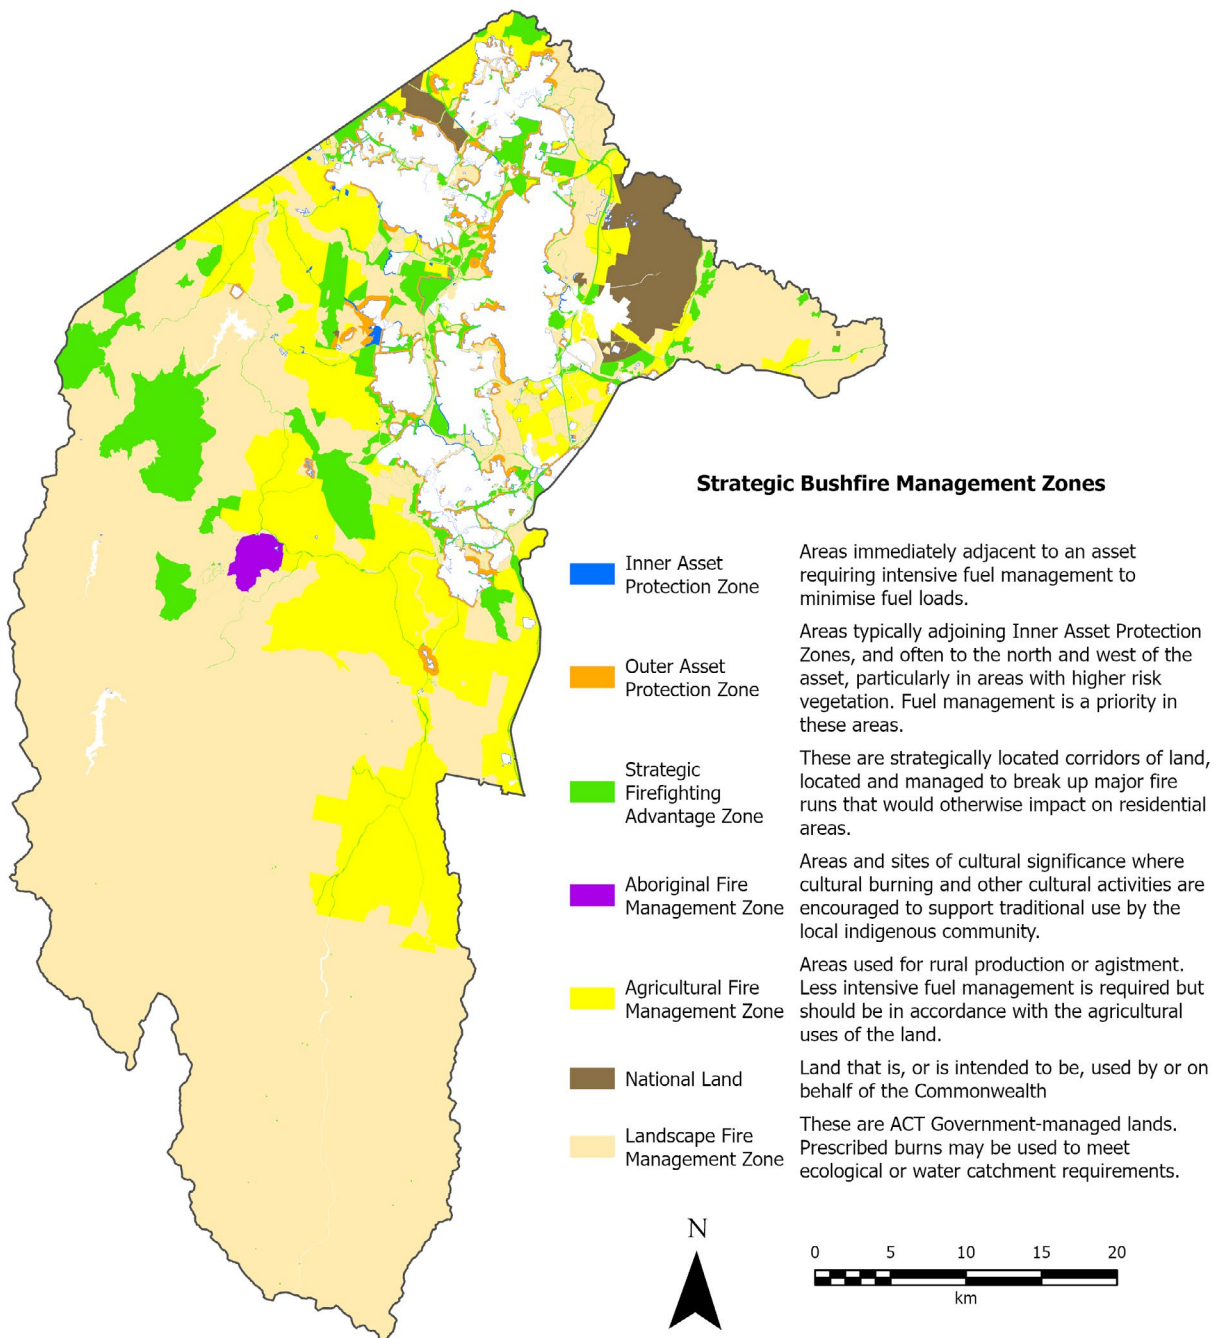 Strategic Bushfire Management Zones
Inner Asset
Protection Zone
Areas immediately adjacent to an asset
requiring intensive fuel management to
minimise fuel loads.
Outer Asset
Protection Zone
Areas typically adjoining Inner Asset Protection
Zones, and often to the north and west of the
asset, particularly in areas with higher risk
vegetation. Fuel management is a priority in
these areas.
Strategic
Firefighting
Advantage Zone
These are strategically located corridors of land,
located and managed to break up major fire
runs that would otherwise impact on residential
areas.
Aboriginal Fire
Management Zone
Areas and sites of cultural significance where
cultural burning and other cultural activities are
encouraged to support traditional use by the
local indigenous community.
Agricultural Fire
Management Zone
Areas used for rural production or agistment.
Less intensive fuel management is required but
should be in accordance with the agricultural
uses of the land.
National Land
Land that is, or is intended to be, used by or on
behalf of the Commonwealth
Landscape Fire
Management Zone
These are ACT Government-managed lands.
Prescribed burns may be used to meet
ecological or water catchment requirements.
N
0 5 10 15 20
km